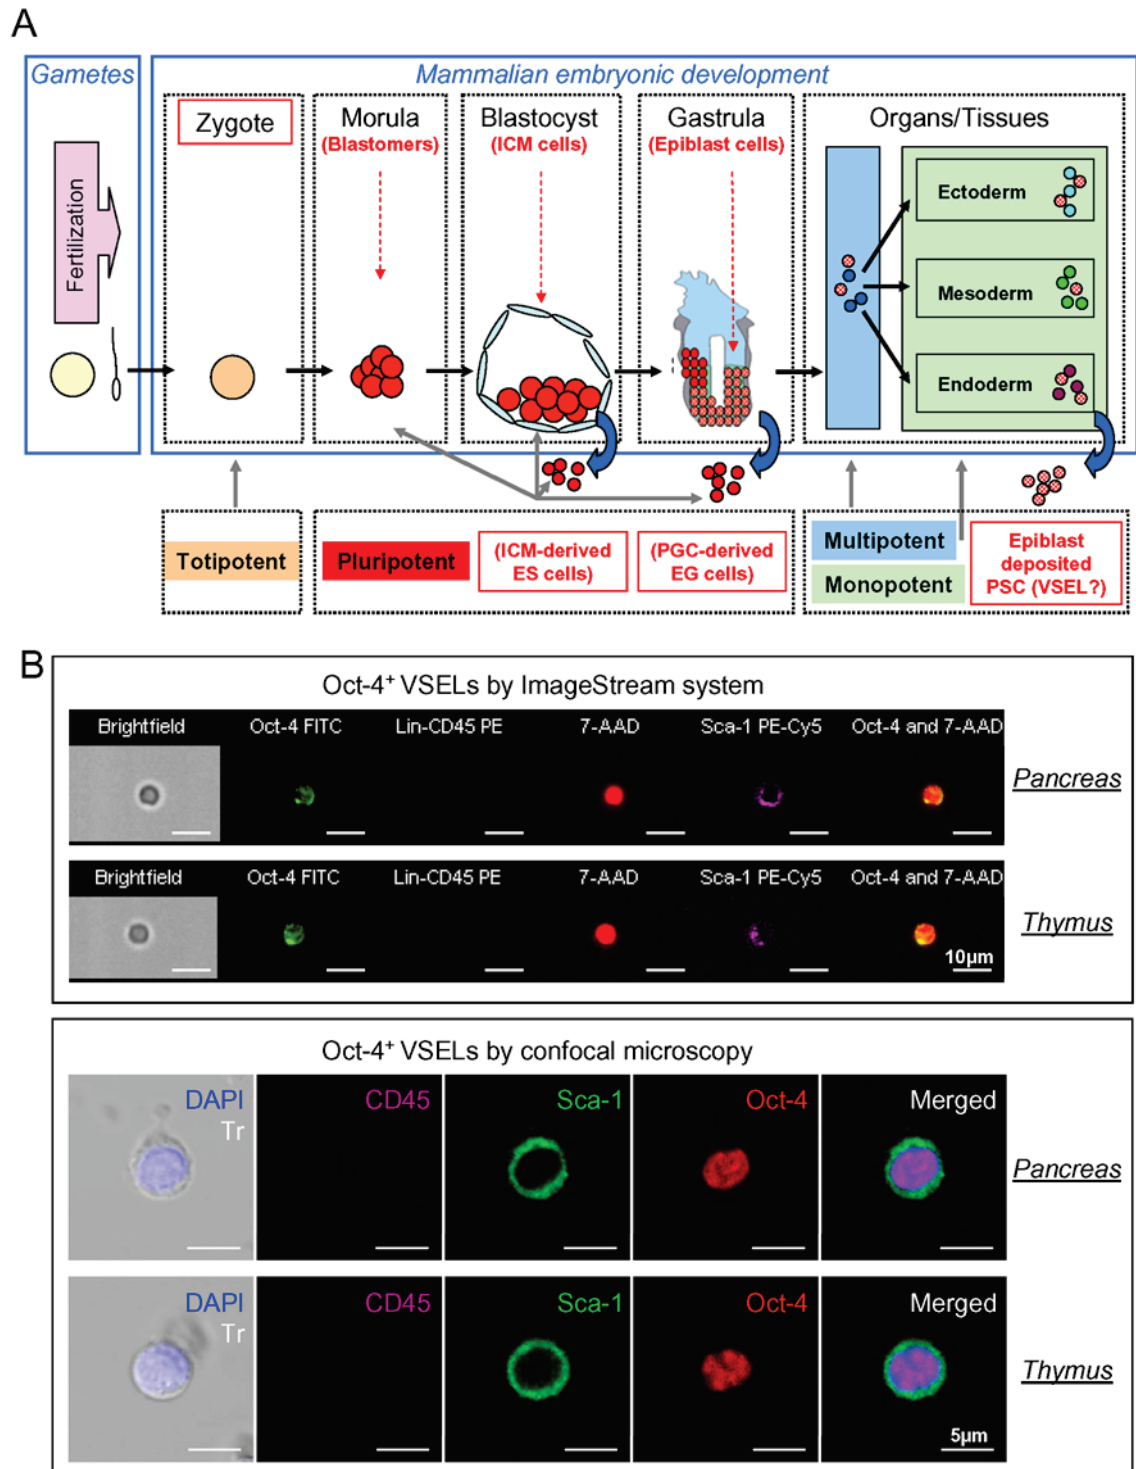 A
Gametes
Mammalian embryonic development
Zygote
Morula
(Blastomers)
Blastocyst
(ICM cells)
Gastrula
(Epiblast cells)
Organs/Tissues
Fertilization
Ectoderm
Mesoderm
Endoderm
Totipotent
Pluripotent
(ICM-derived
ES cells)
(PGC-derived
EG cells)
Multipotent
Monopotent
Epiblast
deposited
PSC (VSEL?)
B
Oct-4⁺ VSELs by ImageStream system
Brightfield Oct-4 FITC Lin-CD45 PE 7-AAD Sca-1 PE-Cy5 Oct-4 and 7-AAD
Pancreas
Brightfield Oct-4 FITC Lin-CD45 PE 7-AAD Sca-1 PE-Cy5 Oct-4 and 7-AAD
Thymus
10µm
Oct-4⁺ VSELs by confocal microscopy
DAPI CD45 Sca-1 Oct-4 Merged
Tr
Pancreas
DAPI CD45 Sca-1 Oct-4 Merged
Tr
Thymus
5µm